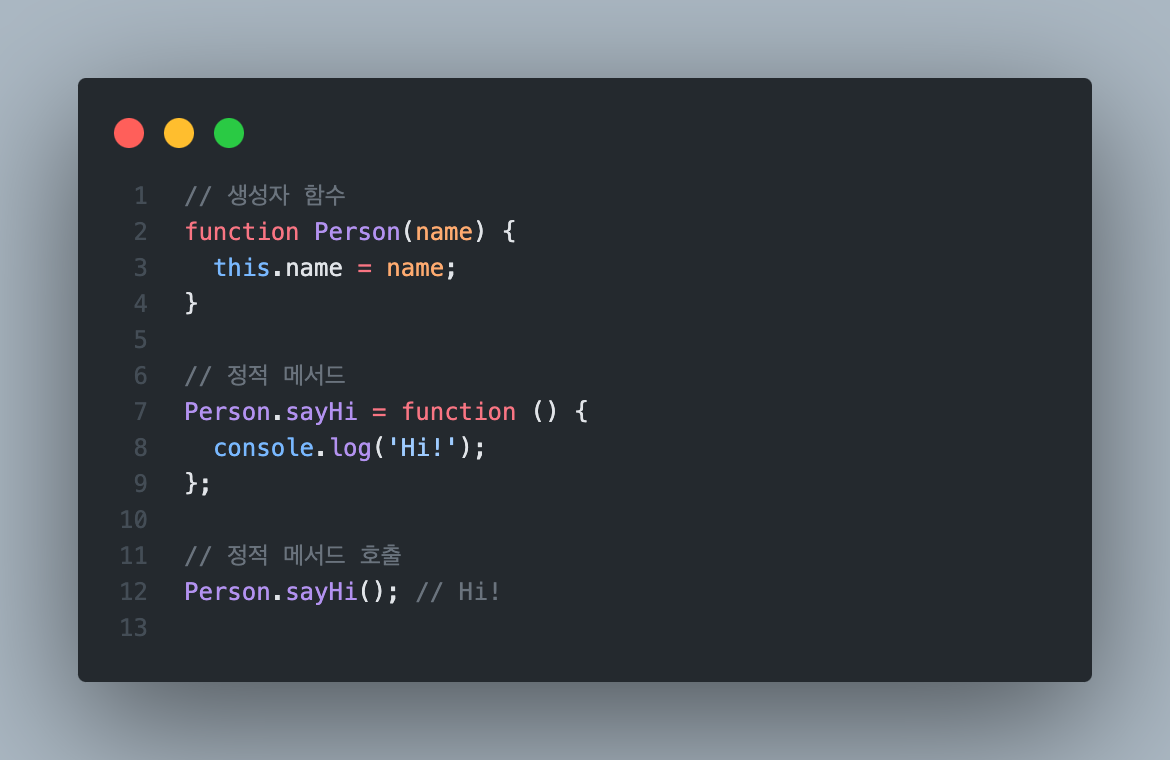 1 // 생성자 함수
2 function Person(name) {
3   this.name = name;
4 }
5
6 // 정적 메서드
7 Person.sayHi = function () {
8   console.log('Hi!');
9 };
10
11 // 정적 메서드 호출
12 Person.sayHi(); // Hi!
13